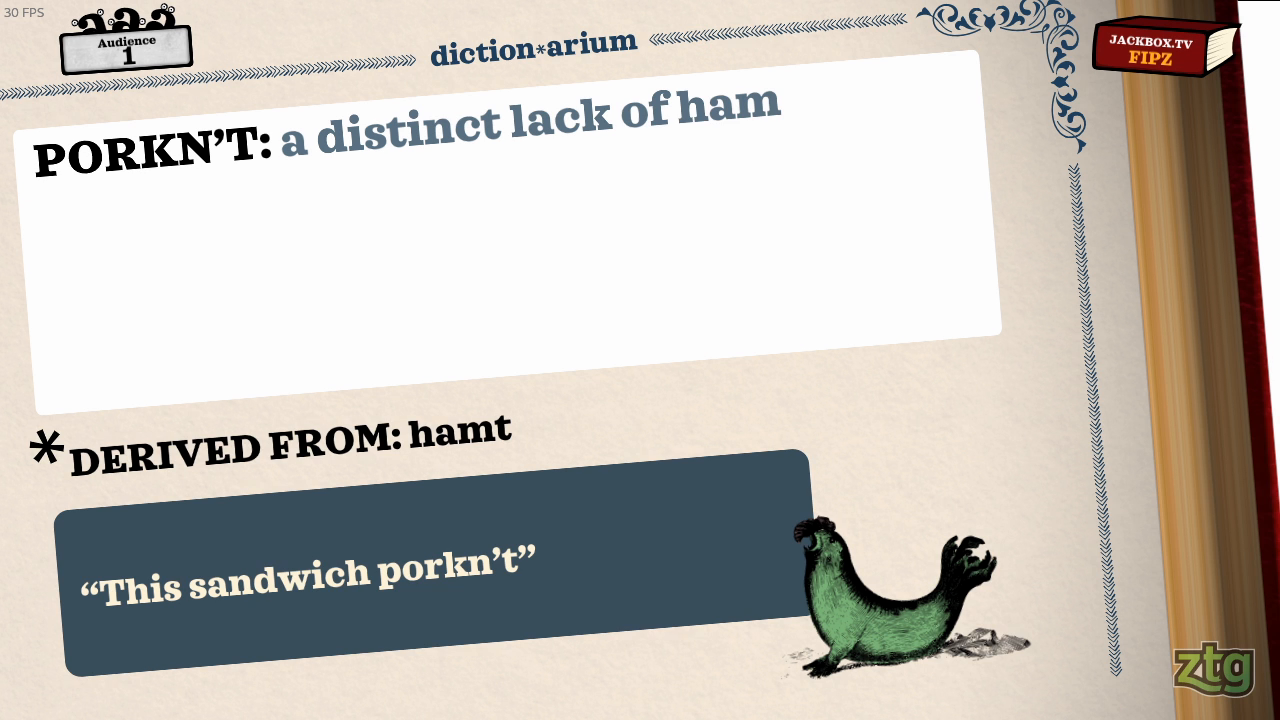 30 FPS
Audience
1
diction*arium
JACKBOX.TV
FIPZ
PORKN’T: a distinct lack of ham
*DERIVED FROM: hamt
“This sandwich porkn’t”
ztg